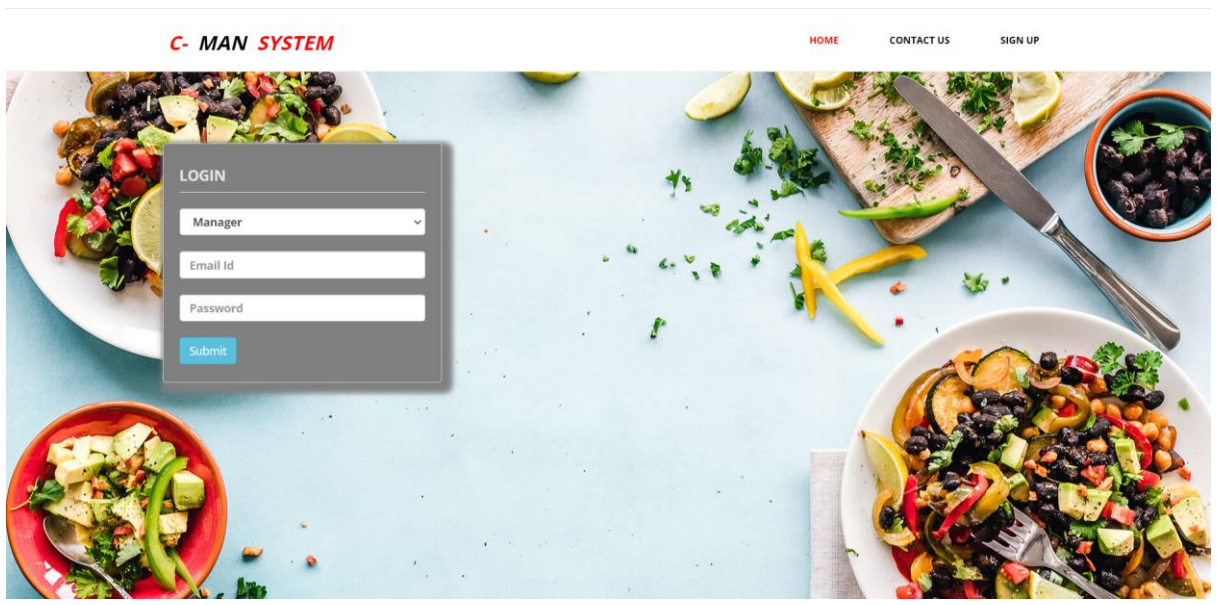 C- MAN SYSTEM
HOME CONTACT US SIGN UP
LOGIN
Manager
Email Id
Password
Submit